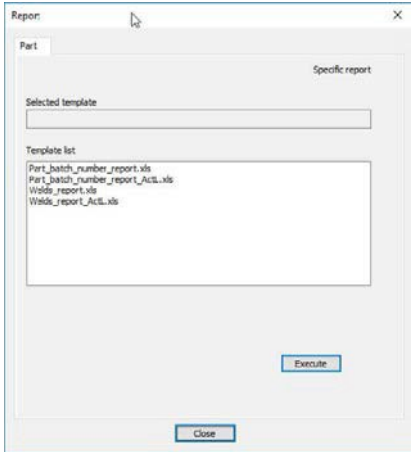 Report:
Part
Specific report
Selected template
Template list
Part_batch_number_report.xls
Part_batch_number_report_ActL.xls
Welds_report.xls
Welds_report_ActL.xls
Execute
Close